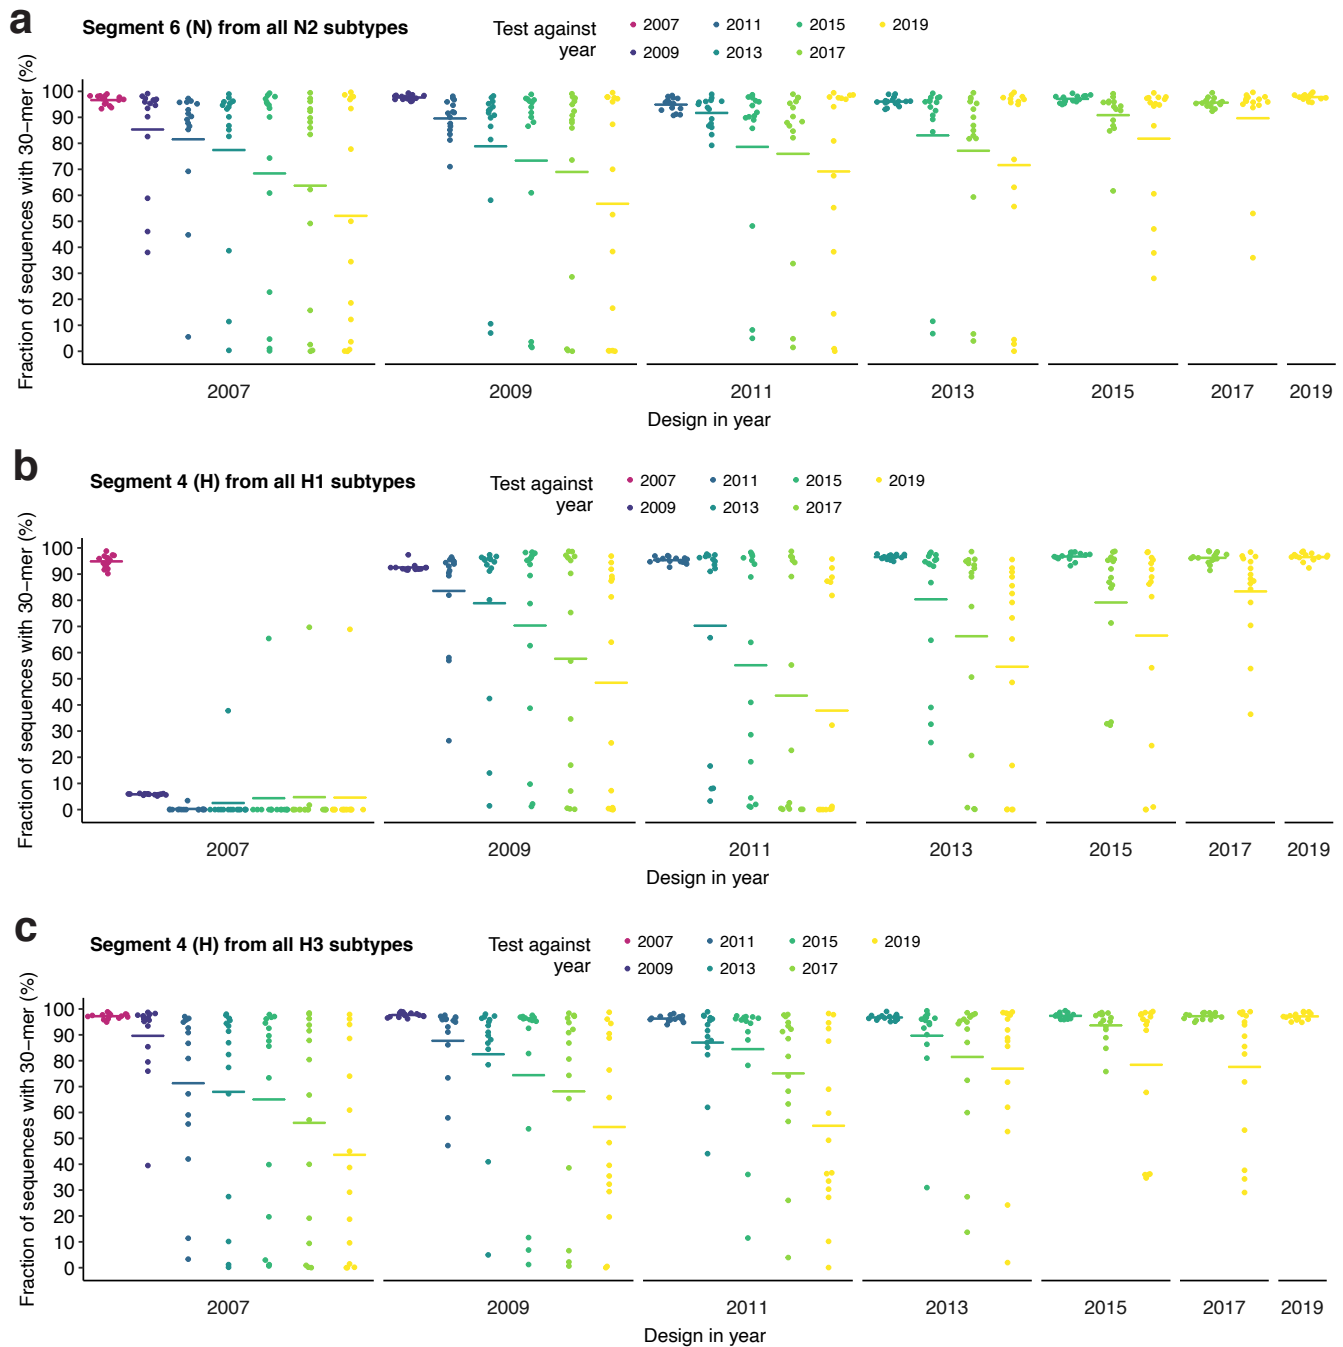 a
Segment 6 (N) from all N2 subtypes
Test against year
2007 2011 2015 2019
2009 2013 2017
Fraction of sequences with 30−mer (%)
100
90
80
70
60
50
40
30
20
10
0
2007 2009 2011 2013 2015 2017 2019
Design in year
b
Segment 4 (H) from all H1 subtypes
Test against year
2007 2011 2015 2019
2009 2013 2017
Fraction of sequences with 30−mer (%)
100
90
80
70
60
50
40
30
20
10
0
2007 2009 2011 2013 2015 2017 2019
Design in year
c
Segment 4 (H) from all H3 subtypes
Test against year
2007 2011 2015 2019
2009 2013 2017
Fraction of sequences with 30−mer (%)
100
90
80
70
60
50
40
30
20
10
0
2007 2009 2011 2013 2015 2017 2019
Design in year